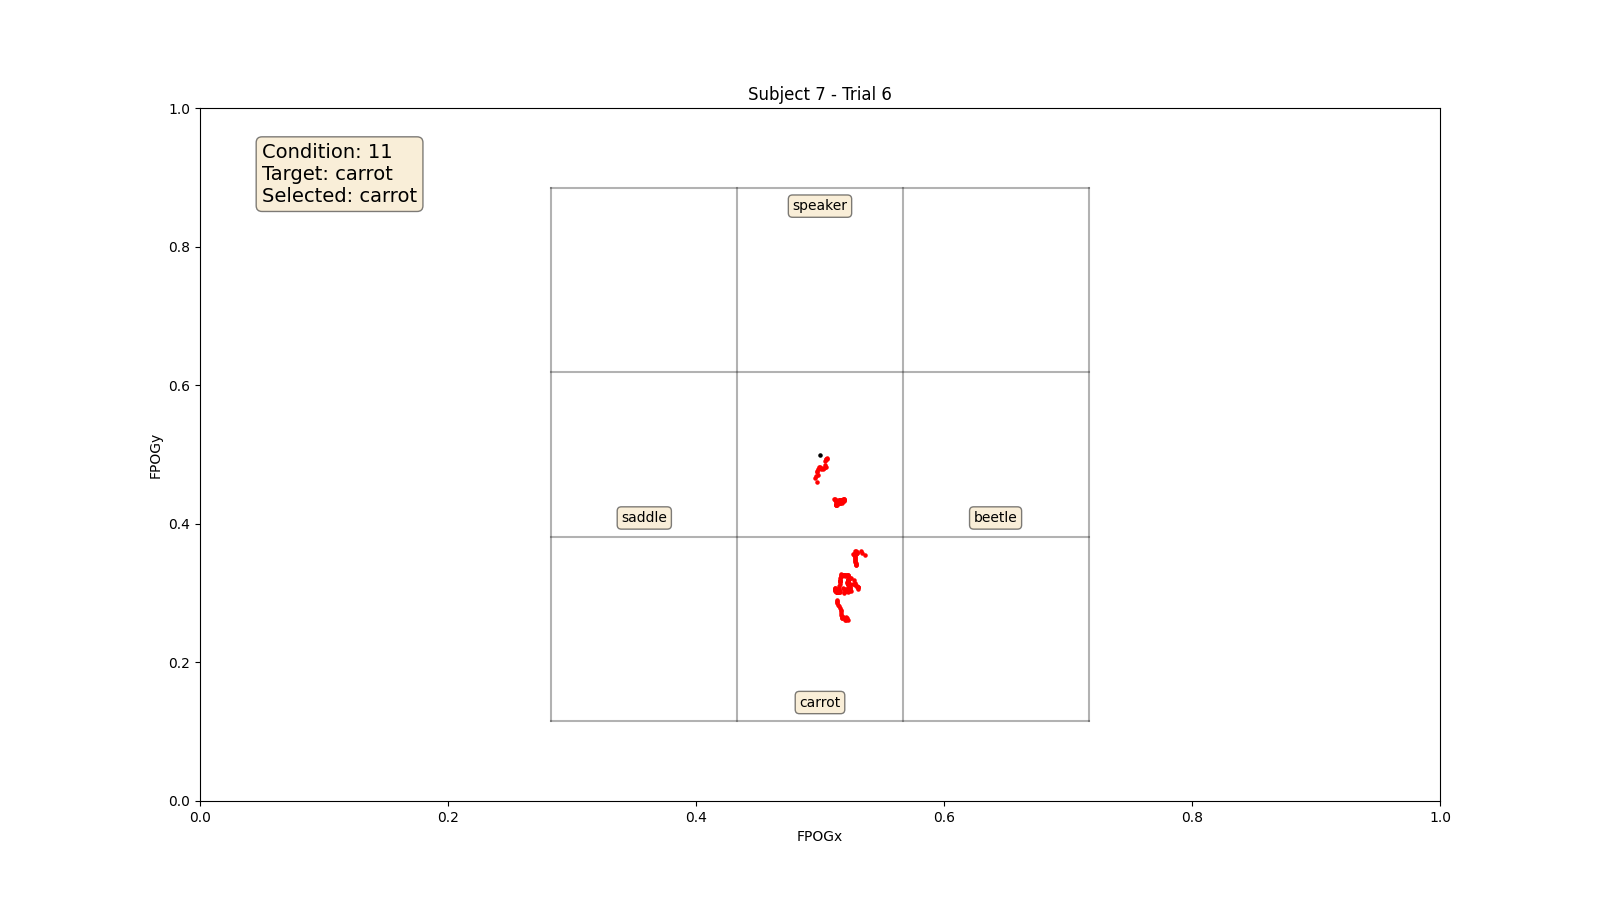 Subject 7 - Trial 6
1.0
Condition: 11
Target: carrot
Selected: carrot
speaker
0.8
0.6
FPOGy
saddle
beetle
0.4
0.2
carrot
0.0
0.0
0.2
0.4
0.6
0.8
1.0
FPOGx